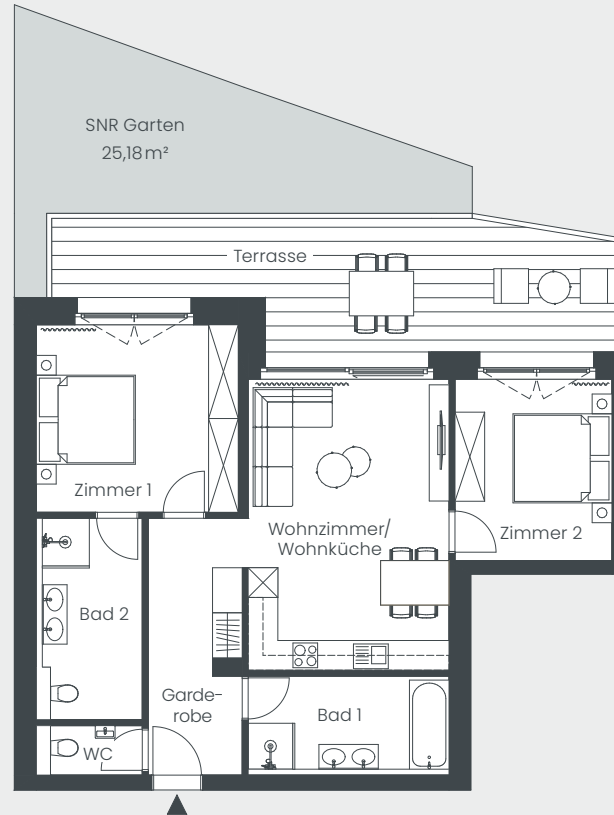 SNR Garten
25,18 m²
Terrasse
Zimmer 1
Wohnzimmer/
Wohnküche
Zimmer 2
Bad 2
Garde-
robe
Bad 1
WC